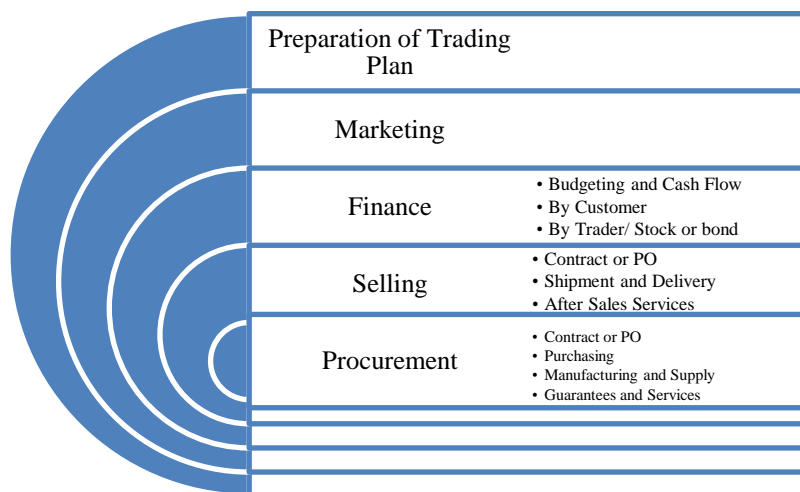 Preparation of Trading
Plan
Marketing
Finance
• Budgeting and Cash Flow
• By Customer
• By Trader/ Stock or bond
Selling
• Contract or PO
• Shipment and Delivery
• After Sales Services
Procurement
• Contract or PO
• Purchasing
• Manufacturing and Supply
• Guarantees and Services